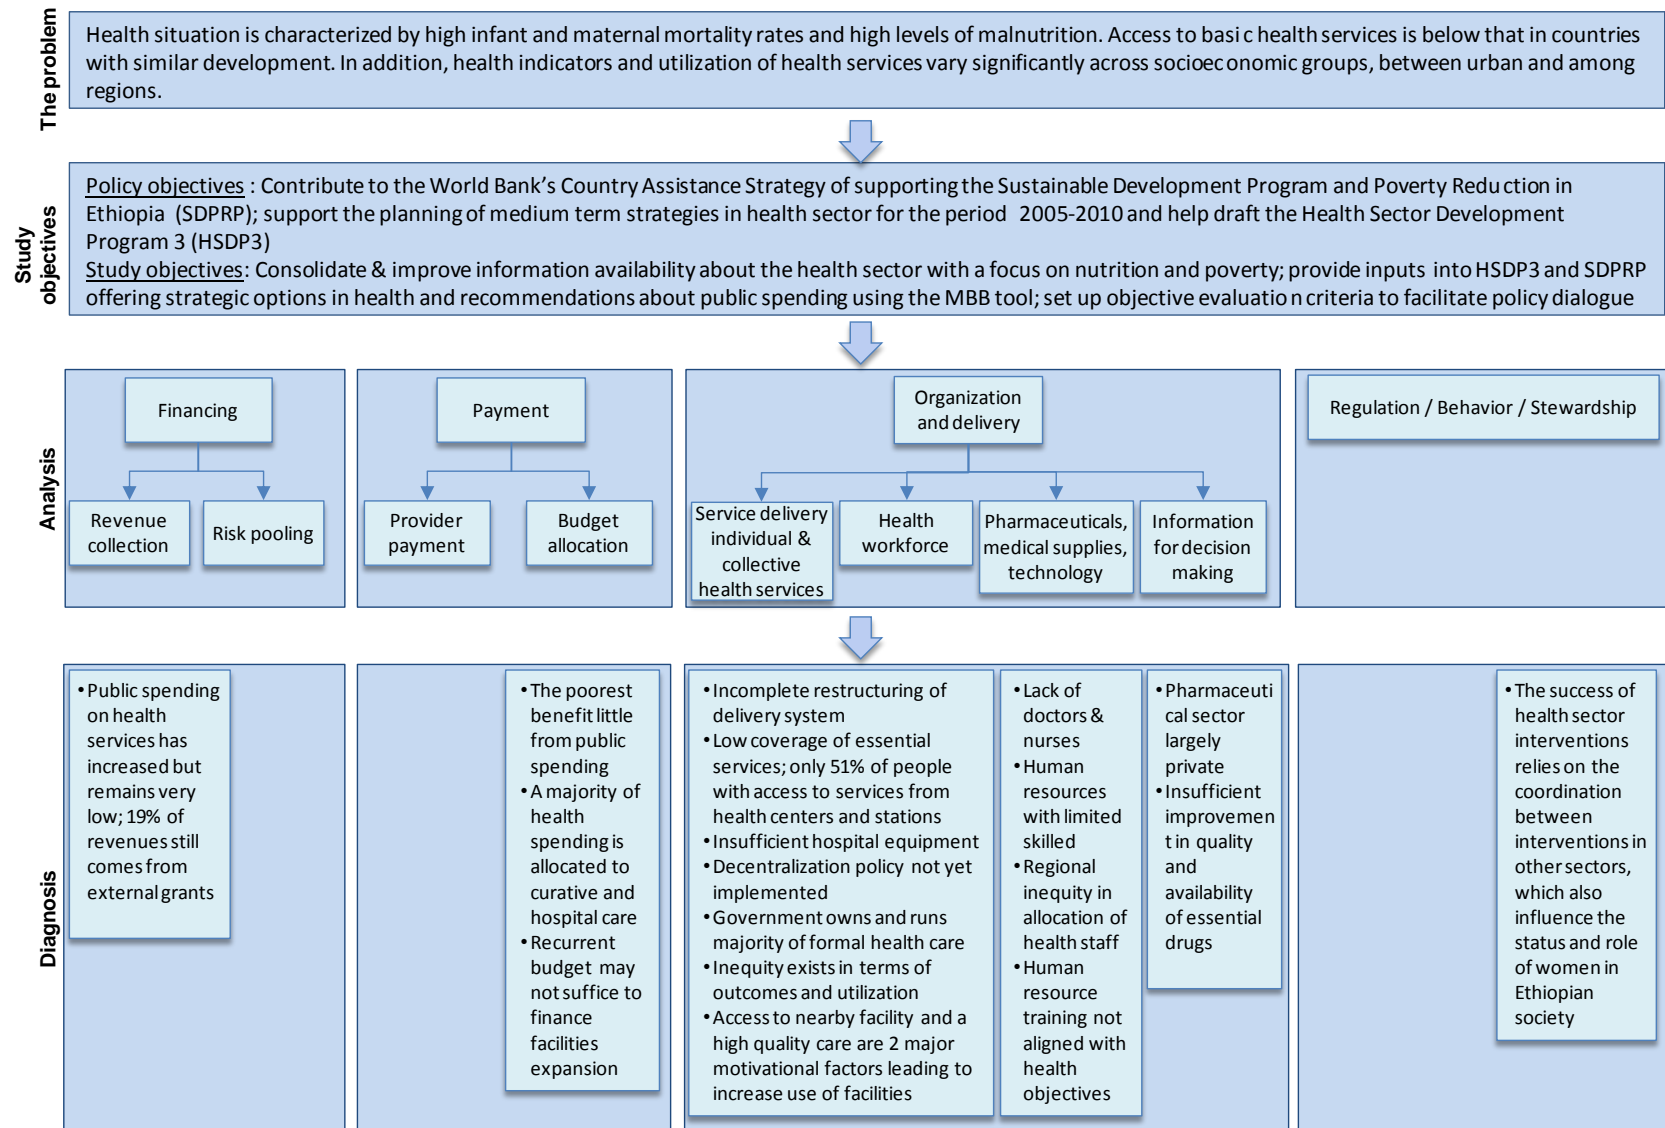 The problem
Health situation is characterized by high infant and maternal mortality rates and high levels of malnutrition. Access to basic health services is below that in countries
with similar development. In addition, health indicators and utilization of health services vary significantly across socioeconomic groups, between urban and among
regions.
Study
objectives
Policy objectives : Contribute to the World Bank's Country Assistance Strategy of supporting the Sustainable Development Program and Poverty Reduction in
Ethiopia (SDPRP); support the planning of medium term strategies in health sector for the period 2005-2010 and help draft the Health Sector Development
Program 3 (HSDP3)
Study objectives: Consolidate & improve information availability about the health sector with a focus on nutrition and poverty; provide inputs into HSDP3 and SDPRP
offering strategic options in health and recommendations about public spending using the MBB tool; set up objective evaluation criteria to facilitate policy dialogue
Analysis
Financing
Revenue
collection
Risk pooling
Payment
Provider
payment
Budget
allocation
Organization
and delivery
Service delivery
individual &
collective
health services
Health
workforce
Pharmaceuticals,
medical supplies,
technology
Information
for decision
making
Regulation / Behavior / Stewardship
Diagnosis
• Public spending
on health
services has
increased but
remains very
low; 19% of
revenues still
comes from
external grants
• The poorest
benefit little
from public
spending
• A majority of
health
spending is
allocated to
curative and
hospital care
• Recurrent
budget may
not suffice to
finance
facilities
expansion
• Incomplete restructuring of
delivery system
• Low coverage of essential
services; only 51% of people
with access to services from
health centers and stations
• Insufficient hospital equipment
• Decentralization policy not yet
implemented
• Government owns and runs
majority of formal health care
• Inequity exists in terms of
outcomes and utilization
• Access to nearby facility and a
high quality care are 2 major
motivational factors leading to
increase use of facilities
• Lack of
doctors &
nurses
• Human
resources
with limited
skilled
• Regional
inequity in
allocation of
health staff
• Human
resource
training not
aligned with
health
objectives
• Pharmaceuti
cal sector
largely
private
• Insufficient
improvemen
t in quality
and
availability
of essential
drugs
• The success of
health sector
interventions
relies on the
coordination
between
interventions in
other sectors,
which also
influence the
status and role
of women in
Ethiopian
society